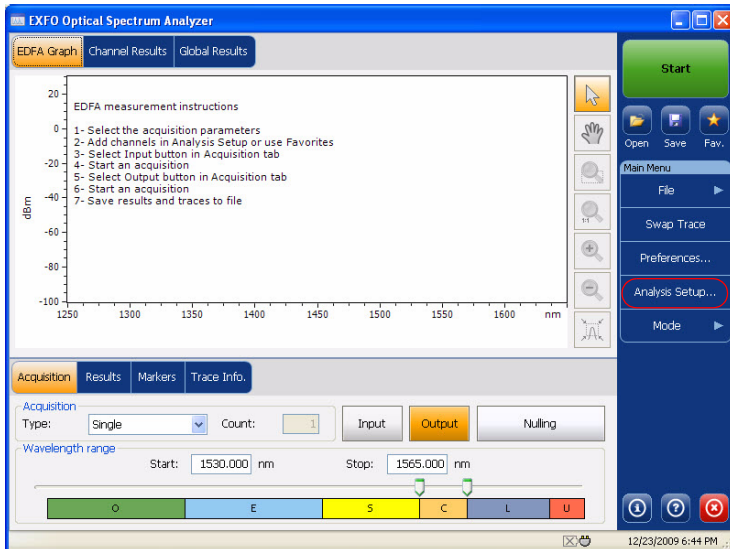 EXFO Optical Spectrum Analyzer
EDFA Graph
Channel Results
Global Results
EDFA measurement instructions
1- Select the acquisition parameters
2- Add channels in Analysis Setup or use Favorites
3- Select Input button in Acquisition tab
4- Start an acquisition
5- Select Output button in Acquisition tab
6- Start an acquisition
7- Save results and traces to file
dBm
20
0
-20
-40
-60
-80
-100
1250 1300 1350 1400 1450 1500 1550 1600 nm
1:1
Start
Open Save Fav.
Main Menu
File
Swap Trace
Preferences...
Analysis Setup...
Mode
Acquisition
Results
Markers
Trace Info.
Acquisition
Type: Single Count: 1
Input
Output
Nulling
Wavelength range
Start: 1530.000 nm Stop: 1565.000 nm
O E S C L U
12/23/2009 6:44 PM